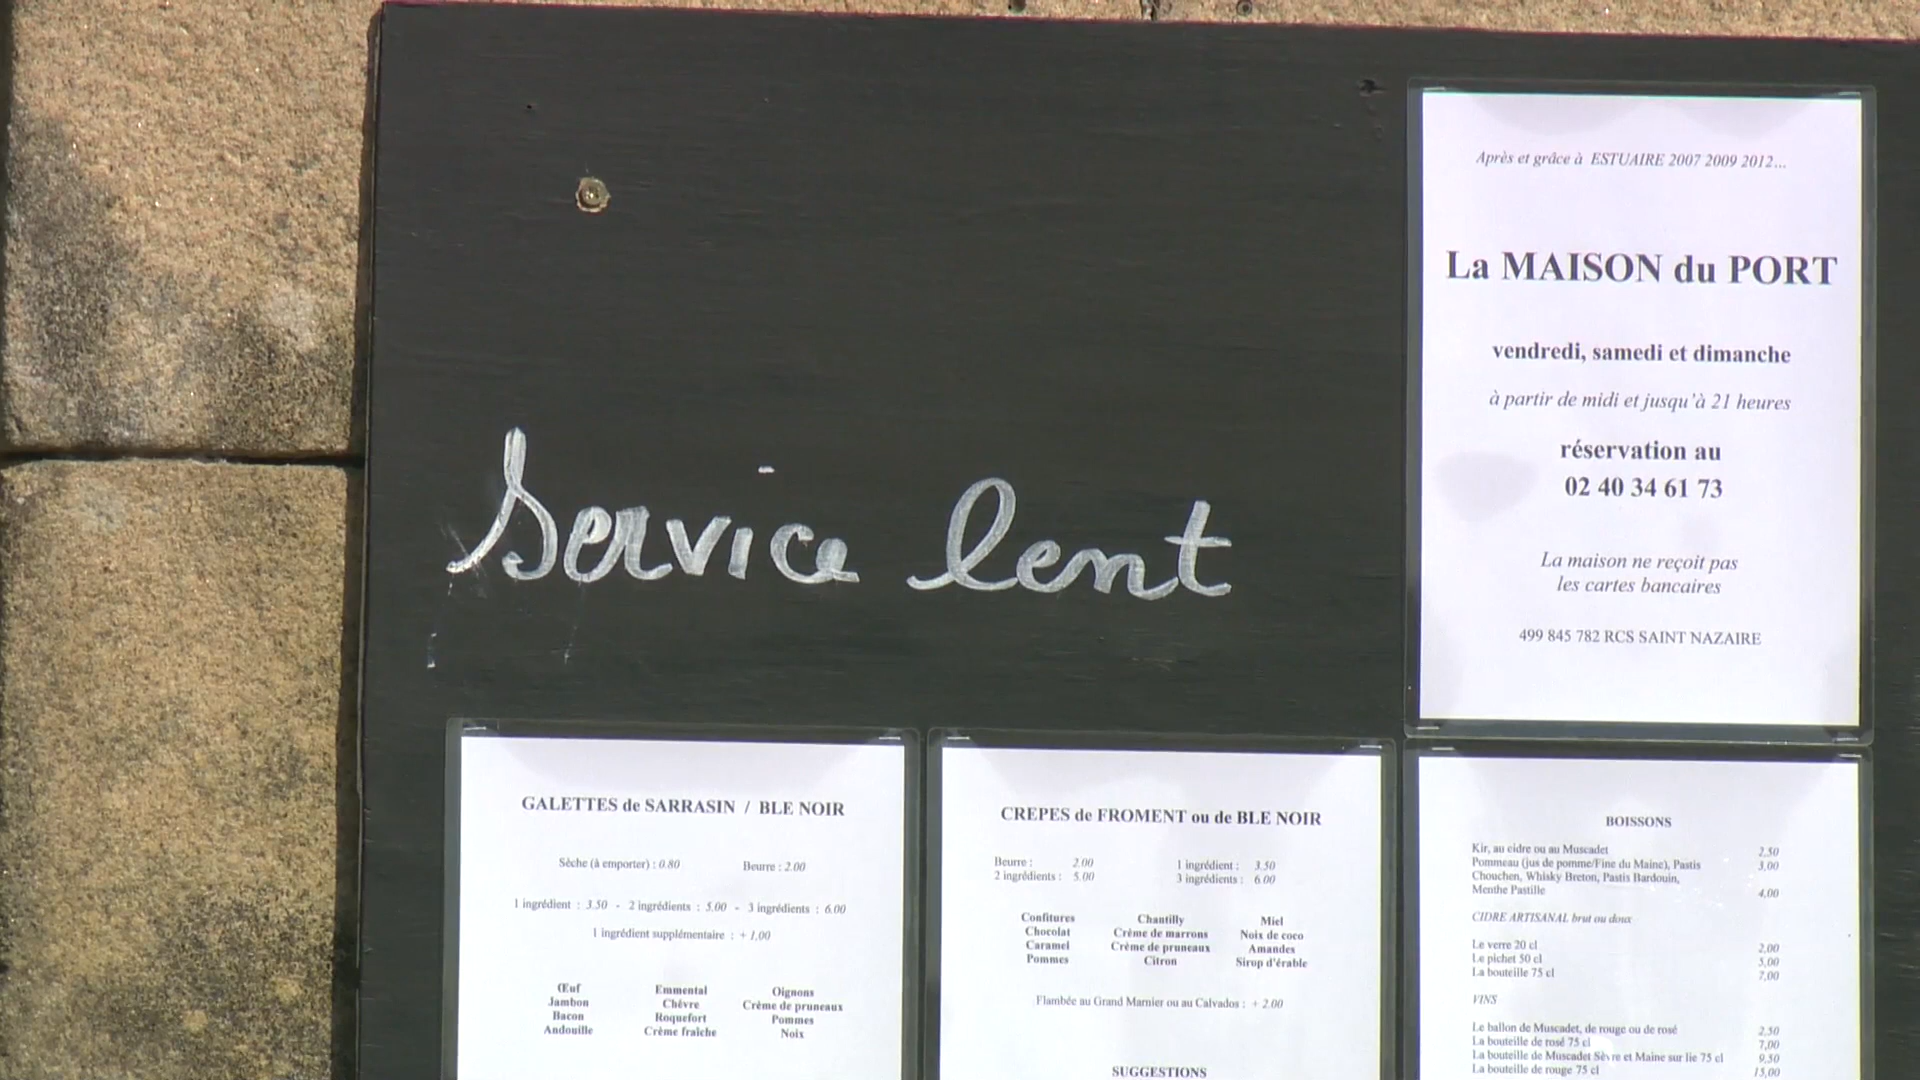 Service lent
Après et grâce à ESTUAIRE 2007 2009 2012...
La MAISON du PORT
vendredi, samedi et dimanche
à partir de midi et jusqu'à 21 heures
réservation au
02 40 34 61 73
La maison ne reçoit pas
les cartes bancaires
499 845 782 RCS SAINT NAZAIRE
GALETTES de SARRASIN / BLE NOIR
Sèche (à emporter) : 0.80 Beurre : 2.00
1 ingrédient : 3.50 - 2 ingrédients : 5.00 - 3 ingrédients : 6.00
1 ingrédient supplémentaire : + 1,00
Œuf Emmental Oignons
Jambon Chèvre Crème de pruneaux
Bacon Roquefort Pommes
Andouille Crème fraîche Noix
CREPES de FROMENT ou de BLE NOIR
Beurre : 2.00 1 ingrédient : 3.50
2 ingrédients : 5.00 3 ingrédients : 6.00
Confitures Chantilly Miel
Chocolat Crème de marrons Noix de coco
Caramel Crème de pruneaux Amandes
Pommes Citron Sirop d'érable
Flambée au Grand Marnier ou au Calvados : + 2.00
SUGGESTIONS
BOISSONS
Kir, au cidre ou au Muscadet 2,50
Pommeau (jus de pomme/Fine du Maine), Pastis 3,00
Chouchen, Whisky Breton, Pastis Bardouin,
Menthe Pastille 4,00
CIDRE ARTISANAL brut ou doux
Le verre 20 cl 2,00
Le pichet 50 cl 5,00
La bouteille 75 cl 7,00
VINS
Le ballon de Muscadet, de rouge ou de rosé 2,50
La bouteille de rosé 75 cl 7,00
La bouteille de Muscadet Sèvre et Maine sur lie 75 cl 9,50
La bouteille de rouge 75 cl 15,00